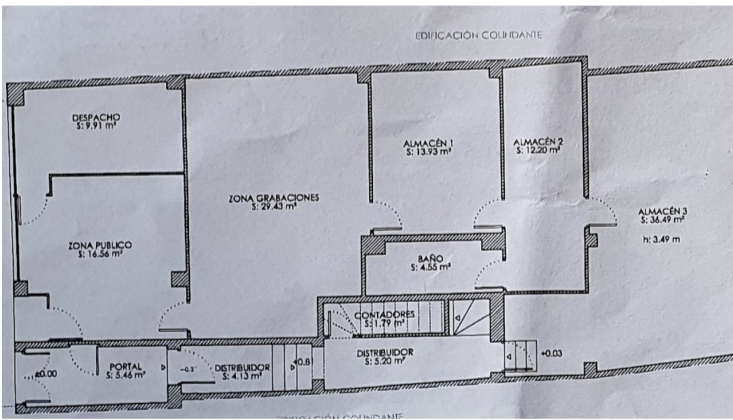 EDIFICACIÓN COLINDANTE
DESPACHO
S: 9.91 m²
ALMACÉN 1
S: 13.93 m²
ALMACÉN 2
S: 12.20 m²
ZONA GRABACIONES
S: 29.43 m²
ALMACÉN 3
S: 36.49 m²
h: 3.49 m
ZONA PUBLICO
S: 16.56 m²
BAÑO
S: 4.55 m²
CONTADORES
S: 1.79 m²
DISTRIBUIDOR
S: 5.20 m²
+0.03
+0.8
PORTAL
S: 5.46 m²
DISTRIBUIDOR
S: 4.13 m²
±0.00
EDIFICACIÓN COLINDANTE